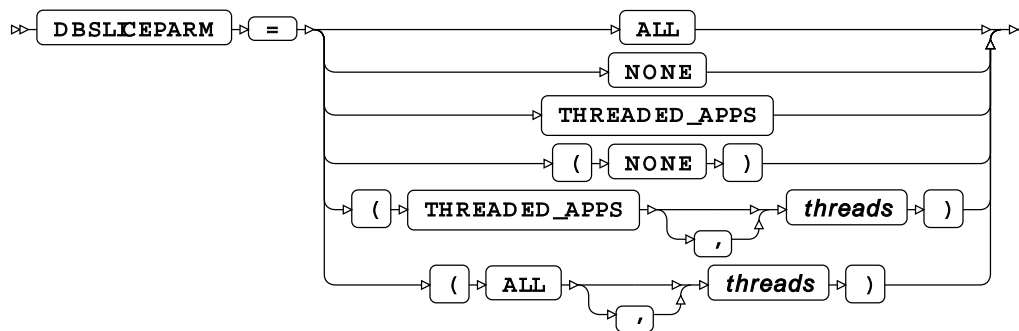 DBSLICEPARM = ALL
NONE
THREADED_APPS
( NONE )
( THREADED_APPS , threads )
( ALL , threads )